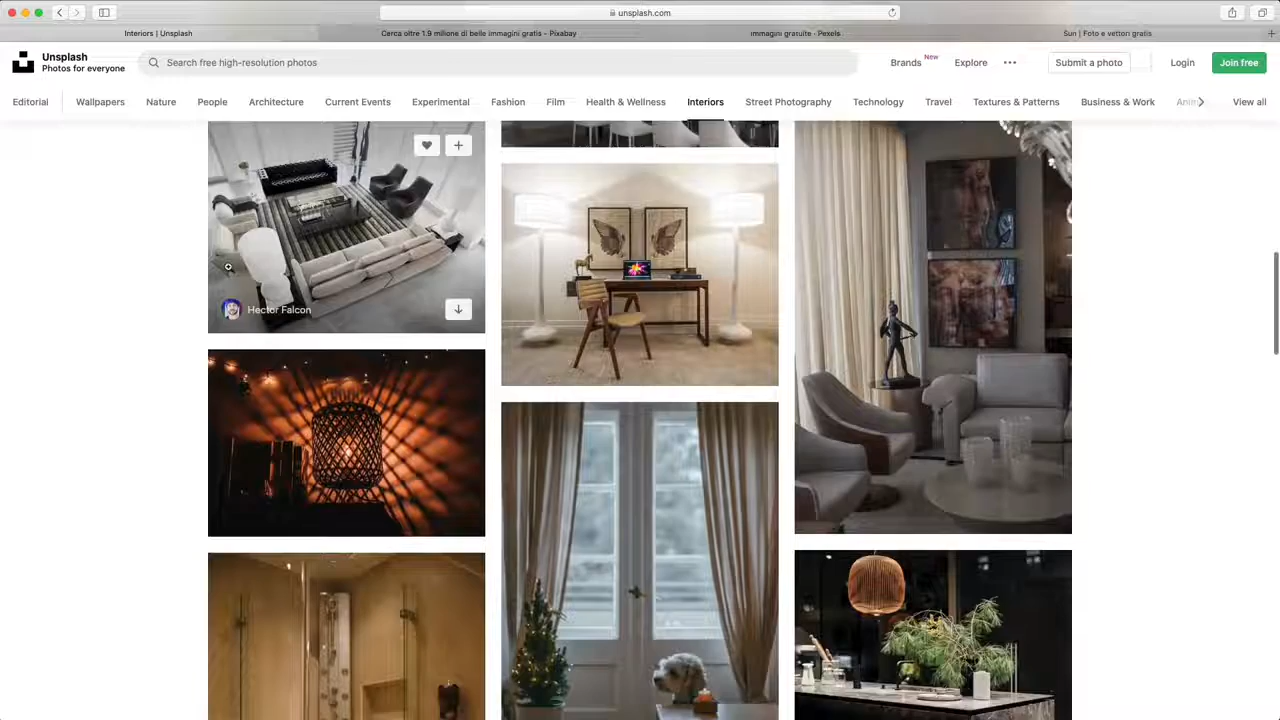 unsplash.com
Interiors | Unsplash
Cerca oltre 1.9 milione di belle immagini gratis - Pixabay
immagini gratuite · Pexels
Sun | Foto e vettori gratis
Unsplash
Photos for everyone
Search free high-resolution photos
Brands New
Explore
Submit a photo
Login
Join free
Editorial
Wallpapers
Nature
People
Architecture
Current Events
Experimental
Fashion
Film
Health & Wellness
Interiors
Street Photography
Technology
Travel
Textures & Patterns
Business & Work
View all
Hector Falcon